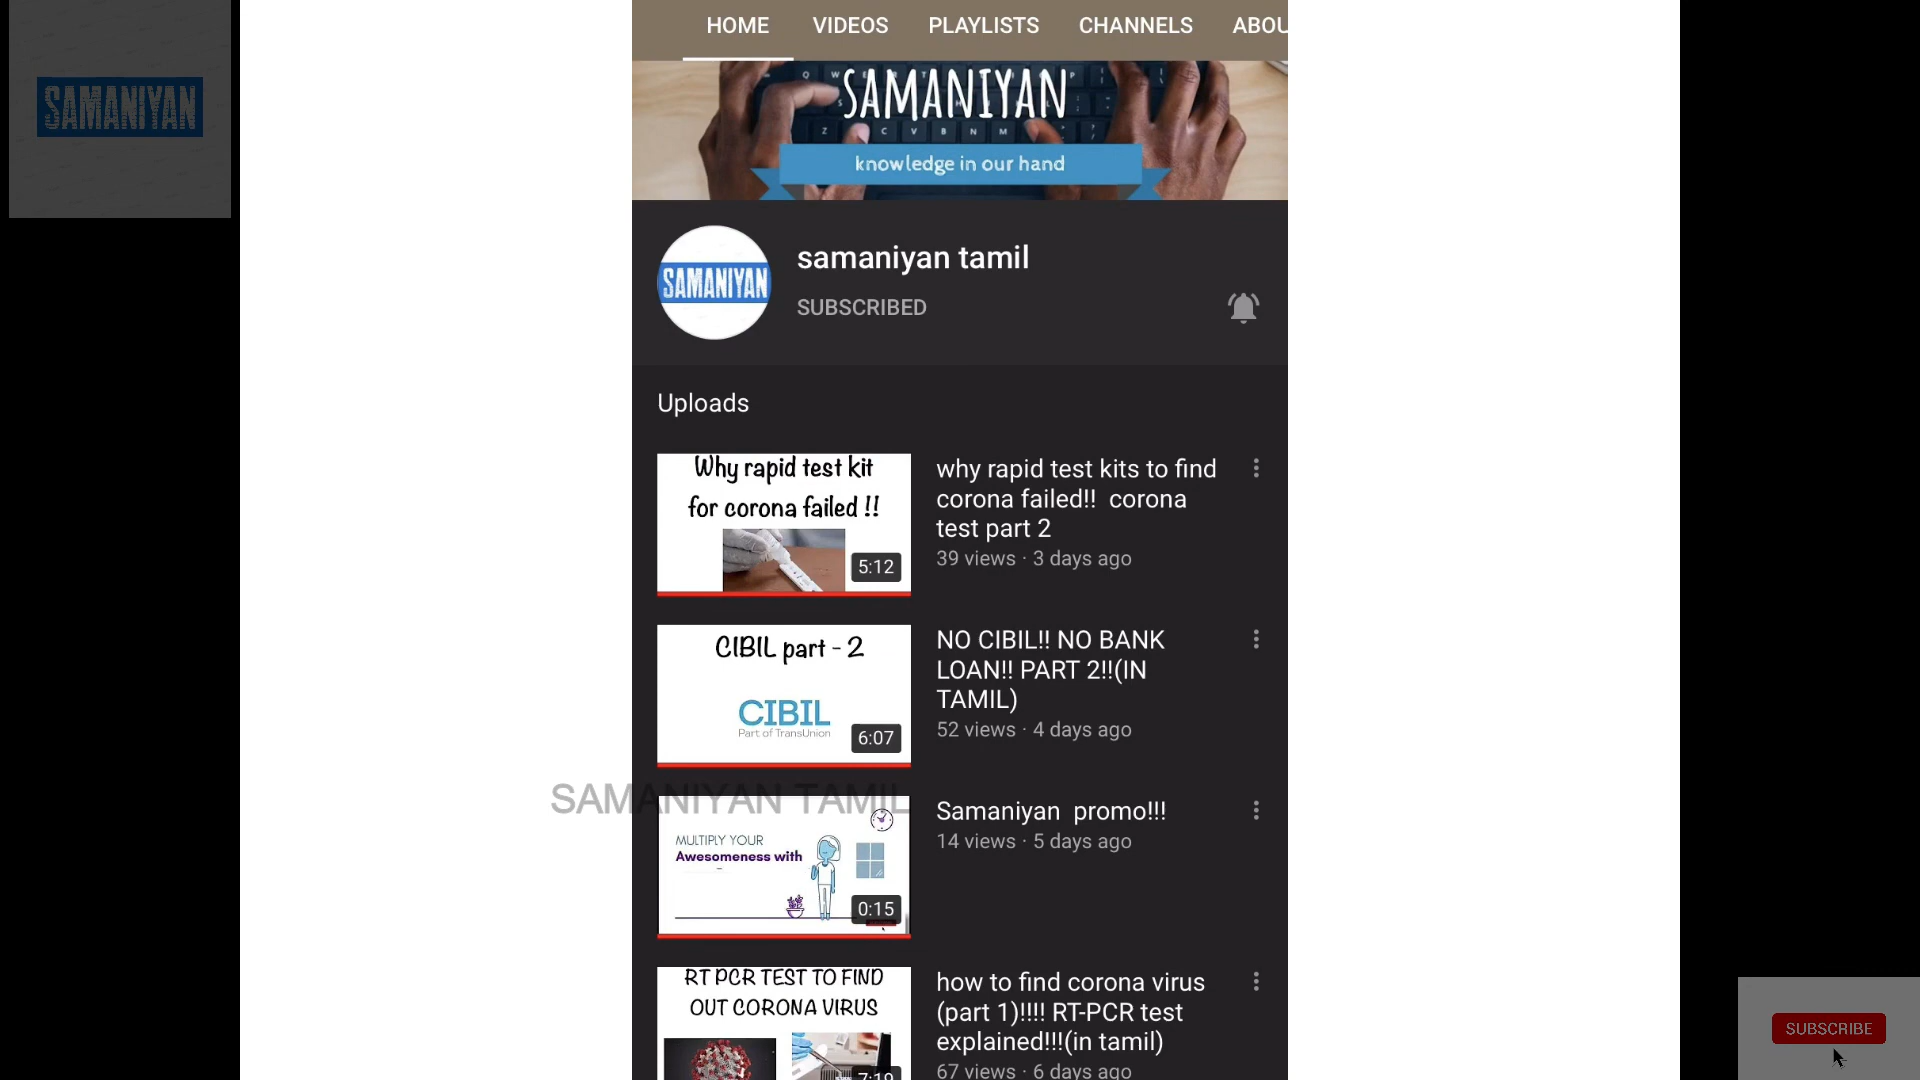 SAMANIYAN
HOME VIDEOS PLAYLISTS CHANNELS ABOU
SAMANIYAN
knowledge in our hand
SAMANIYAN
samaniyan tamil
SUBSCRIBED
Uploads
Why rapid test kit
for corona failed !!
5:12
why rapid test kits to find
corona failed!! corona
test part 2
39 views · 3 days ago
CIBIL part - 2
CIBIL
Part of TransUnion
6:07
NO CIBIL!! NO BANK
LOAN!! PART 2!!(IN
TAMIL)
52 views · 4 days ago
SAMANIYAN TAMIL
MULTIPLY YOUR
Awesomeness with
0:15
Samaniyan promo!!!
14 views · 5 days ago
RT PCR TEST TO FIND
OUT CORONA VIRUS
7:19
how to find corona virus
(part 1)!!!! RT-PCR test
explained!!!(in tamil)
67 views · 6 days ago
SUBSCRIBE